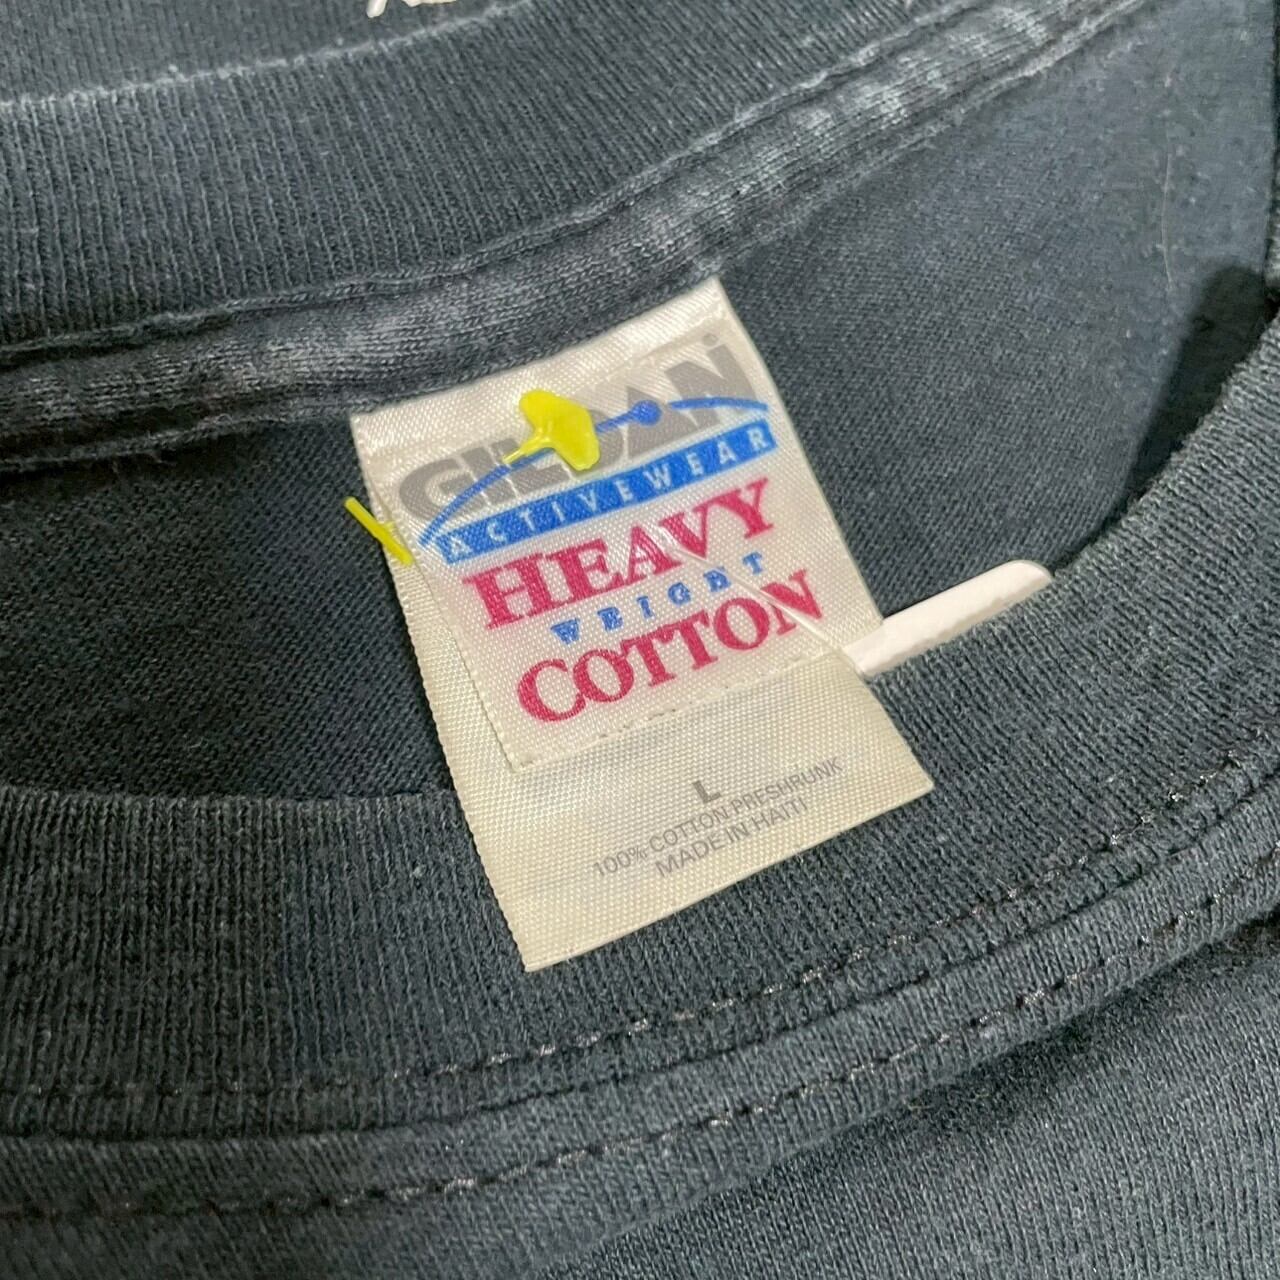 GILDAN
ACTIVEWEAR
HEAVY
WEIGHT
COTTON
L
100% COTTON PRESHRUNK
MADE IN HAITI